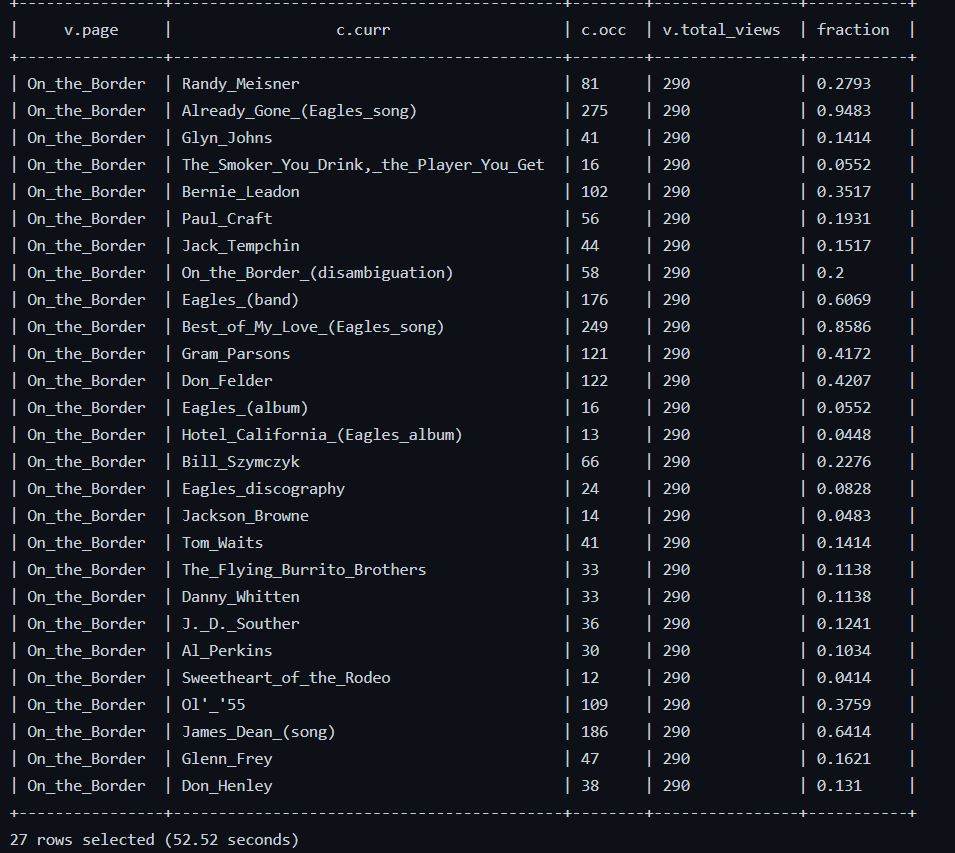 +----------------+------------------------------------------+--------+----------------+-----------+
|     v.page     |                  c.curr                  | c.occ  | v.total_views  | fraction  |
+----------------+------------------------------------------+--------+----------------+-----------+
| On_the_Border  | Randy_Meisner                            | 81     | 290            | 0.2793    |
| On_the_Border  | Already_Gone_(Eagles_song)               | 275    | 290            | 0.9483    |
| On_the_Border  | Glyn_Johns                               | 41     | 290            | 0.1414    |
| On_the_Border  | The_Smoker_You_Drink,_the_Player_You_Get  | 16     | 290            | 0.0552    |
| On_the_Border  | Bernie_Leadon                            | 102    | 290            | 0.3517    |
| On_the_Border  | Paul_Craft                               | 56     | 290            | 0.1931    |
| On_the_Border  | Jack_Tempchin                            | 44     | 290            | 0.1517    |
| On_the_Border  | On_the_Border_(disambiguation)           | 58     | 290            | 0.2       |
| On_the_Border  | Eagles_(band)                            | 176    | 290            | 0.6069    |
| On_the_Border  | Best_of_My_Love_(Eagles_song)            | 249    | 290            | 0.8586    |
| On_the_Border  | Gram_Parsons                             | 121    | 290            | 0.4172    |
| On_the_Border  | Don_Felder                               | 122    | 290            | 0.4207    |
| On_the_Border  | Eagles_(album)                           | 16     | 290            | 0.0552    |
| On_the_Border  | Hotel_California_(Eagles_album)          | 13     | 290            | 0.0448    |
| On_the_Border  | Bill_Szymczyk                            | 66     | 290            | 0.2276    |
| On_the_Border  | Eagles_discography                       | 24     | 290            | 0.0828    |
| On_the_Border  | Jackson_Browne                           | 14     | 290            | 0.0483    |
| On_the_Border  | Tom_Waits                                | 41     | 290            | 0.1414    |
| On_the_Border  | The_Flying_Burrito_Brothers              | 33     | 290            | 0.1138    |
| On_the_Border  | Danny_Whitten                            | 33     | 290            | 0.1138    |
| On_the_Border  | J._D._Souther                            | 36     | 290            | 0.1241    |
| On_the_Border  | Al_Perkins                               | 30     | 290            | 0.1034    |
| On_the_Border  | Sweetheart_of_the_Rodeo                  | 12     | 290            | 0.0414    |
| On_the_Border  | Ol'_'55                                  | 109    | 290            | 0.3759    |
| On_the_Border  | James_Dean_(song)                        | 186    | 290            | 0.6414    |
| On_the_Border  | Glenn_Frey                               | 47     | 290            | 0.1621    |
| On_the_Border  | Don_Henley                               | 38     | 290            | 0.131     |
+----------------+------------------------------------------+--------+----------------+-----------+
27 rows selected (52.52 seconds)